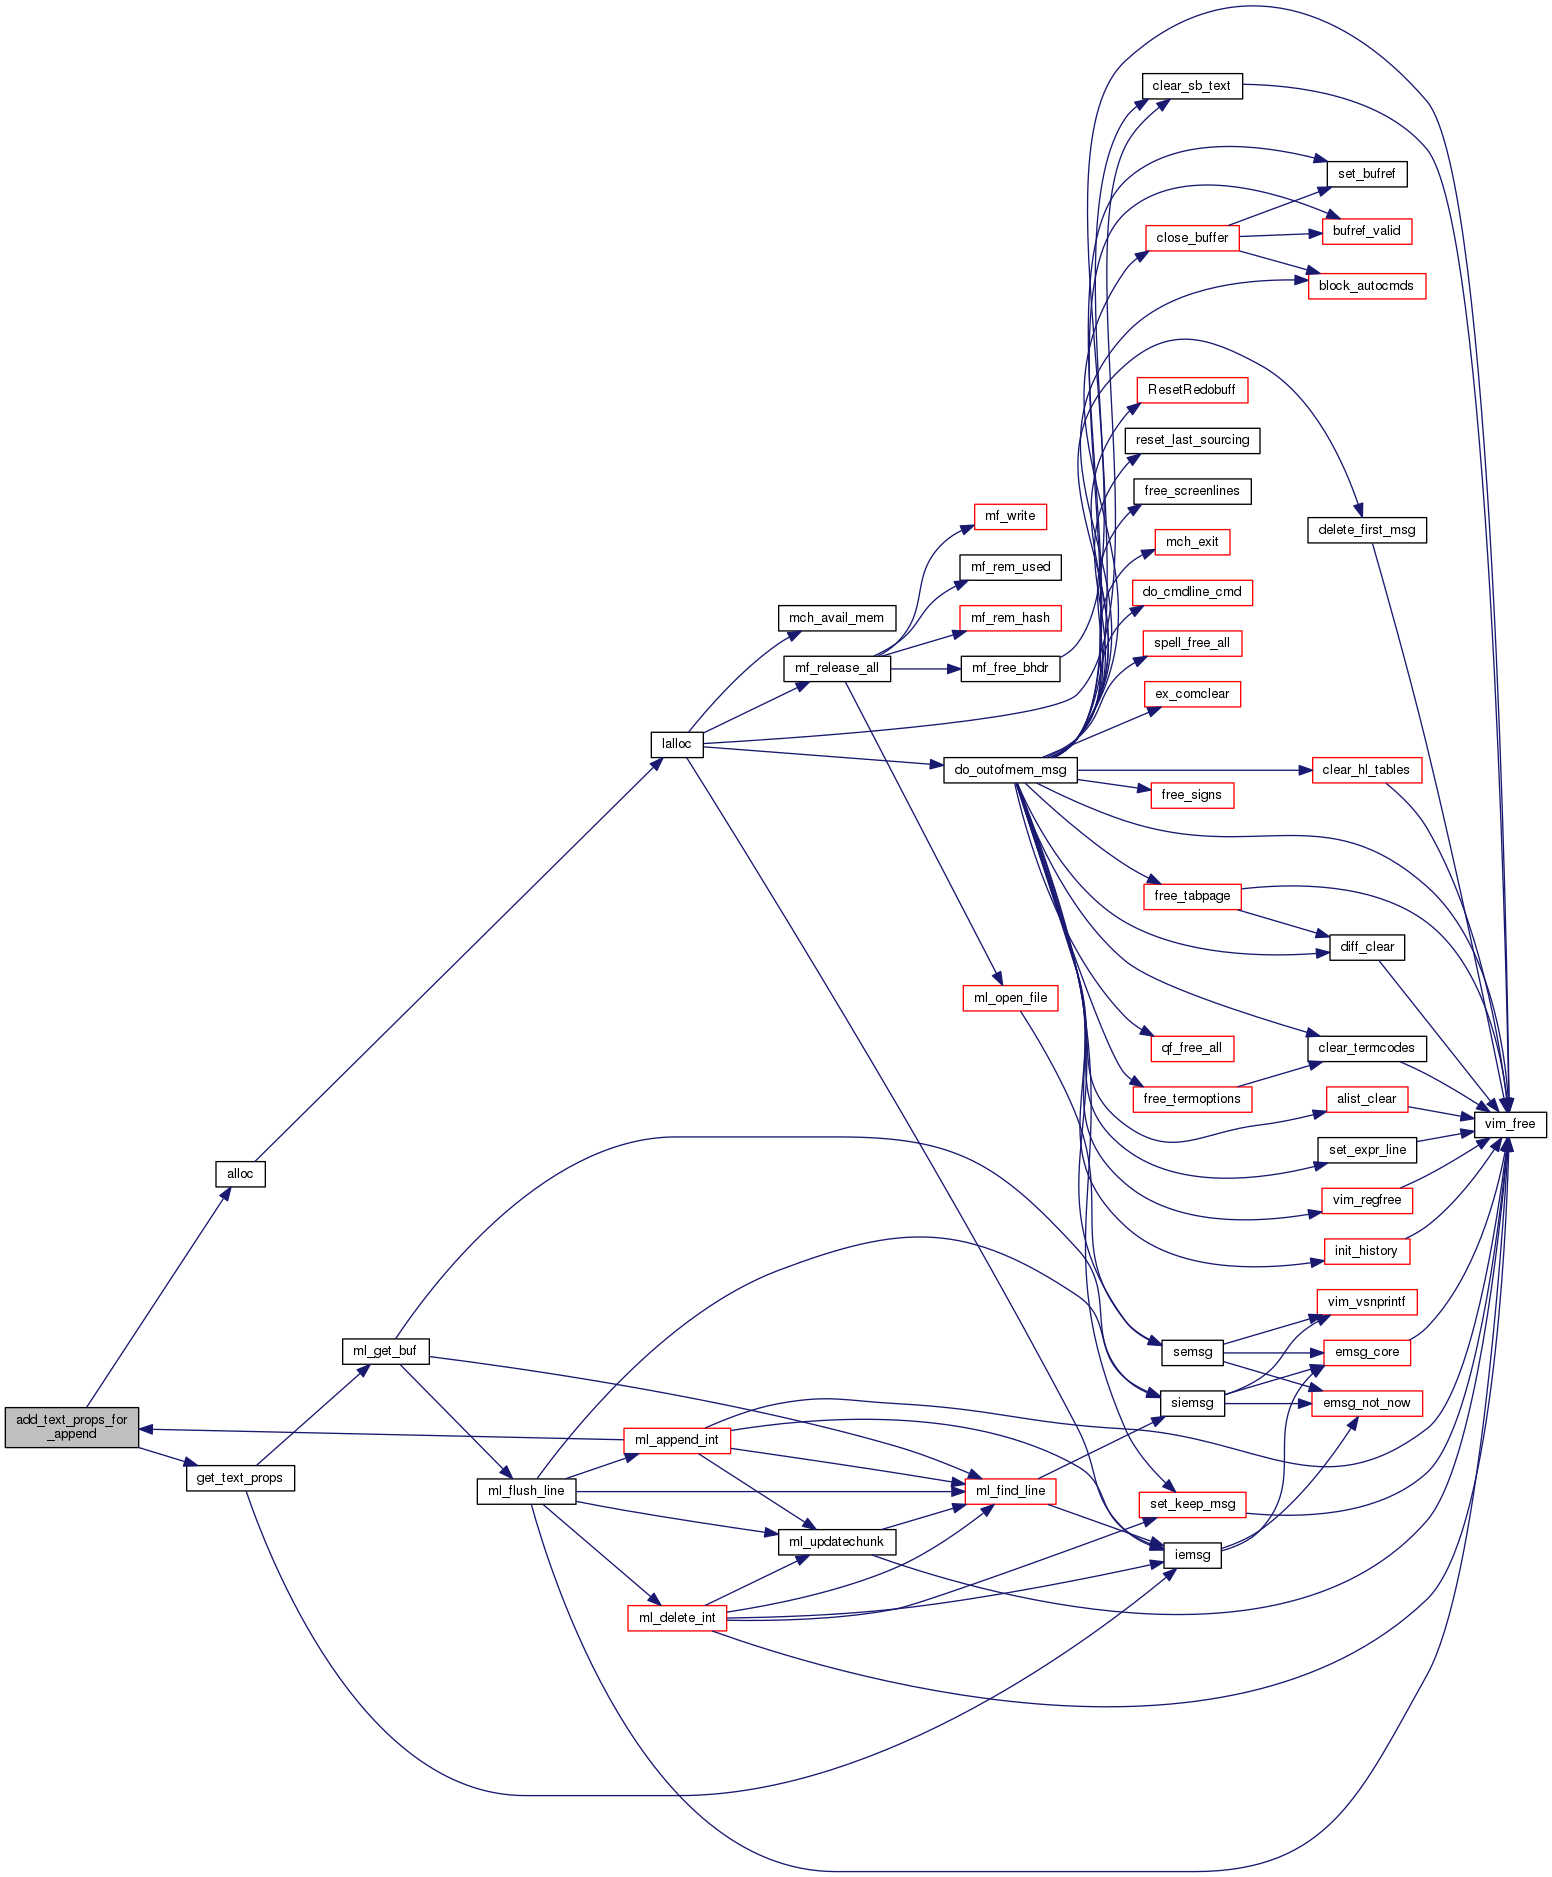 clear_sb_text
set_bufref
bufref_valid
close_buffer
block_autocmds
ResetRedobuff
reset_last_sourcing
free_screenlines
mf_write
delete_first_msg
mch_exit
mf_rem_used
do_cmdline_cmd
mch_avail_mem
mf_rem_hash
spell_free_all
mf_release_all
mf_free_bhdr
ex_comclear
lalloc
do_outofmem_msg
clear_hl_tables
free_signs
free_tabpage
diff_clear
ml_open_file
qf_free_all
clear_termcodes
free_termoptions
alist_clear
vim_free
set_expr_line
alloc
vim_regfree
init_history
vim_vsnprintf
ml_get_buf
semsg
emsg_core
siemsg
emsg_not_now
add_text_props_for
_append
ml_append_int
get_text_props
ml_flush_line
ml_find_line
set_keep_msg
ml_updatechunk
iemsg
ml_delete_int